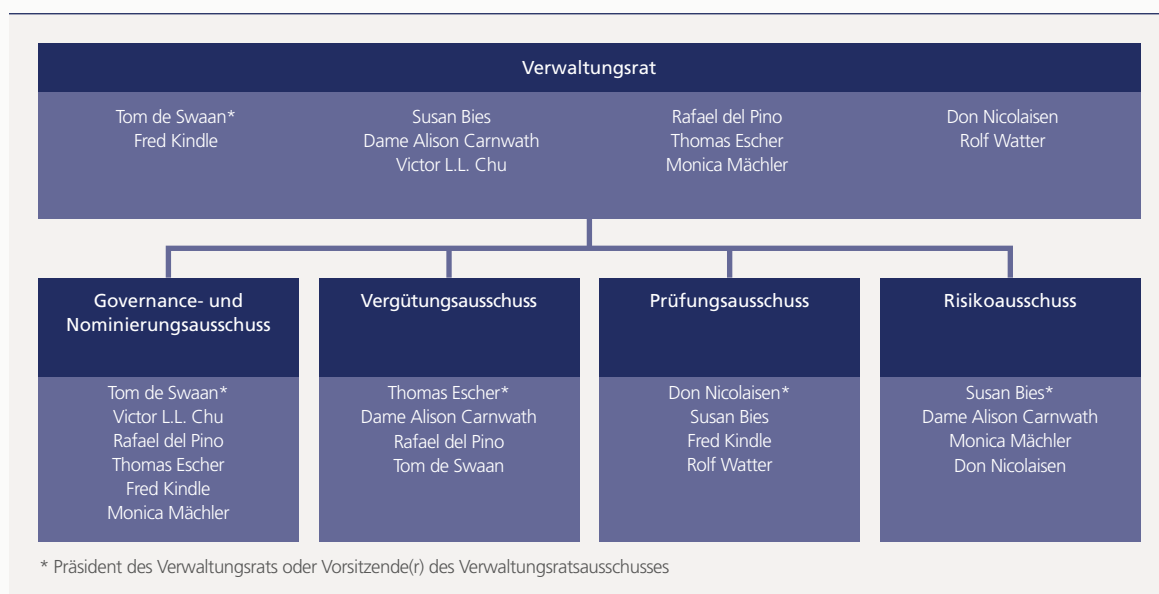 Verwaltungsrat
Tom de Swaan*
Fred Kindle
Susan Bies
Dame Alison Carnwath
Victor L.L. Chu
Rafael del Pino
Thomas Escher
Monica Mächler
Don Nicolaisen
Rolf Watter
Governance- und
Nominierungsausschuss
Tom de Swaan*
Victor L.L. Chu
Rafael del Pino
Thomas Escher
Fred Kindle
Monica Mächler
Vergütungsausschuss
Thomas Escher*
Dame Alison Carnwath
Rafael del Pino
Tom de Swaan
Prüfungsausschuss
Don Nicolaisen*
Susan Bies
Fred Kindle
Rolf Watter
Risikoausschuss
Susan Bies*
Dame Alison Carnwath
Monica Mächler
Don Nicolaisen
* Präsident des Verwaltungsrats oder Vorsitzende(r) des Verwaltungsratsausschusses